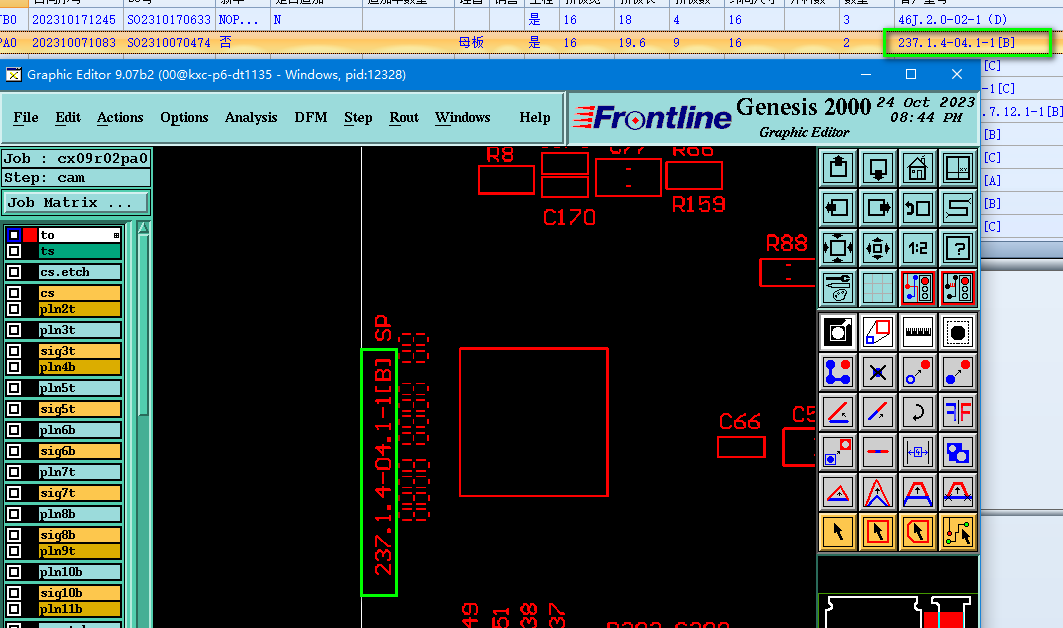 TB0 202310171245 SO2310170633 NOP... N 是 16 18 4 16 3 46J.2.0-02-1 (D)
PA0 202310071083 SO2310070474 否 母板 是 16 19.6 9 16 2 237.1.4-04.1-1[B]
[C]
Graphic Editor 9.07b2 (00@kxc-p6-dt1135 - Windows, pid:12328)
-1[C]
.7.12.1-1[B]
File Edit Actions Options Analysis DFM Step Rout Windows Help
Frontline
Genesis 2000
Graphic Editor
24 Oct 2023
08:44 PM
[B]
[C]
[A]
[B]
[C]
Job : cx09r02pa0
Step: cam
Job Matrix ...
to
ts
cs.etch
cs
pln2t
pln3t
sig3t
pln4b
pln5t
sig5t
pln6b
sig6b
pln7t
sig7t
pln8b
sig8b
pln9t
pln10b
sig10b
pln11b
R8
C77
R66
C170
R159
R88
SP
237.1.4-04.1-1[B]
C66
C5
49
51
38
37
1:2
?
XY
F F